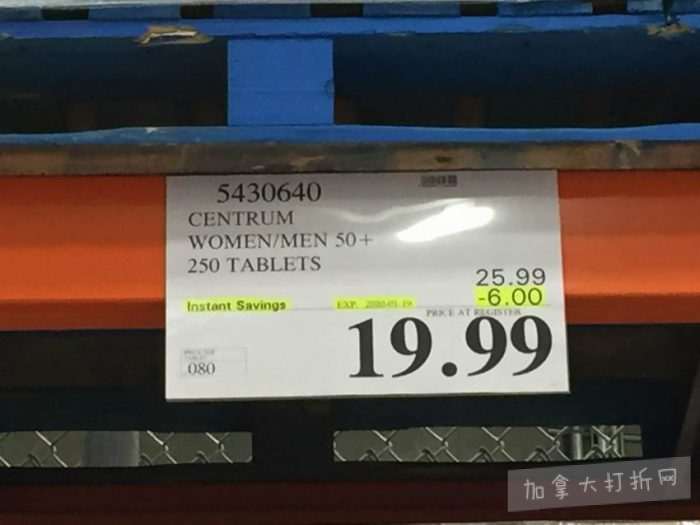 5430640
CENTRUM
WOMEN/MEN 50+
250 TABLETS
25.99
Instant Savings
-6.00
PRICE AT REGISTER
19.99
080
加拿大打折网